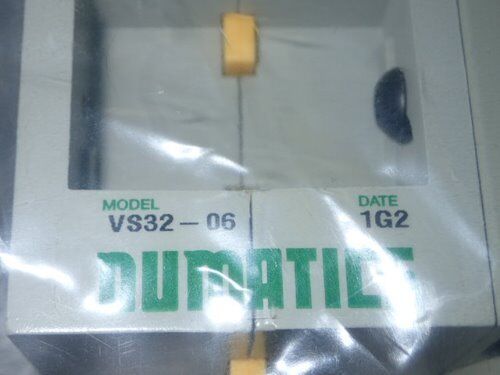 MODEL DATE
VS32-06 1G2
NUMATICS